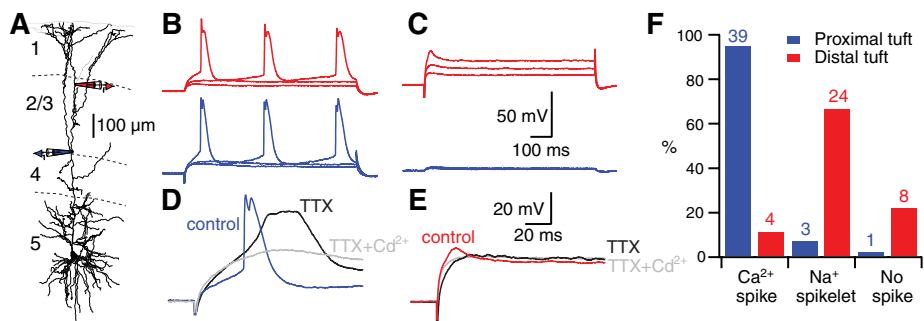 A
1
2/3
100 µm
4
5
B
C
50 mV
100 ms
D
control
TTX
TTX+Cd²⁺
20 mV
20 ms
E
control
TTX
TTX+Cd²⁺
F
Proximal tuft
Distal tuft
100
80
60
%
40
20
0
39
4
3
24
1
8
Ca²⁺ spike
Na⁺ spikelet
No spike